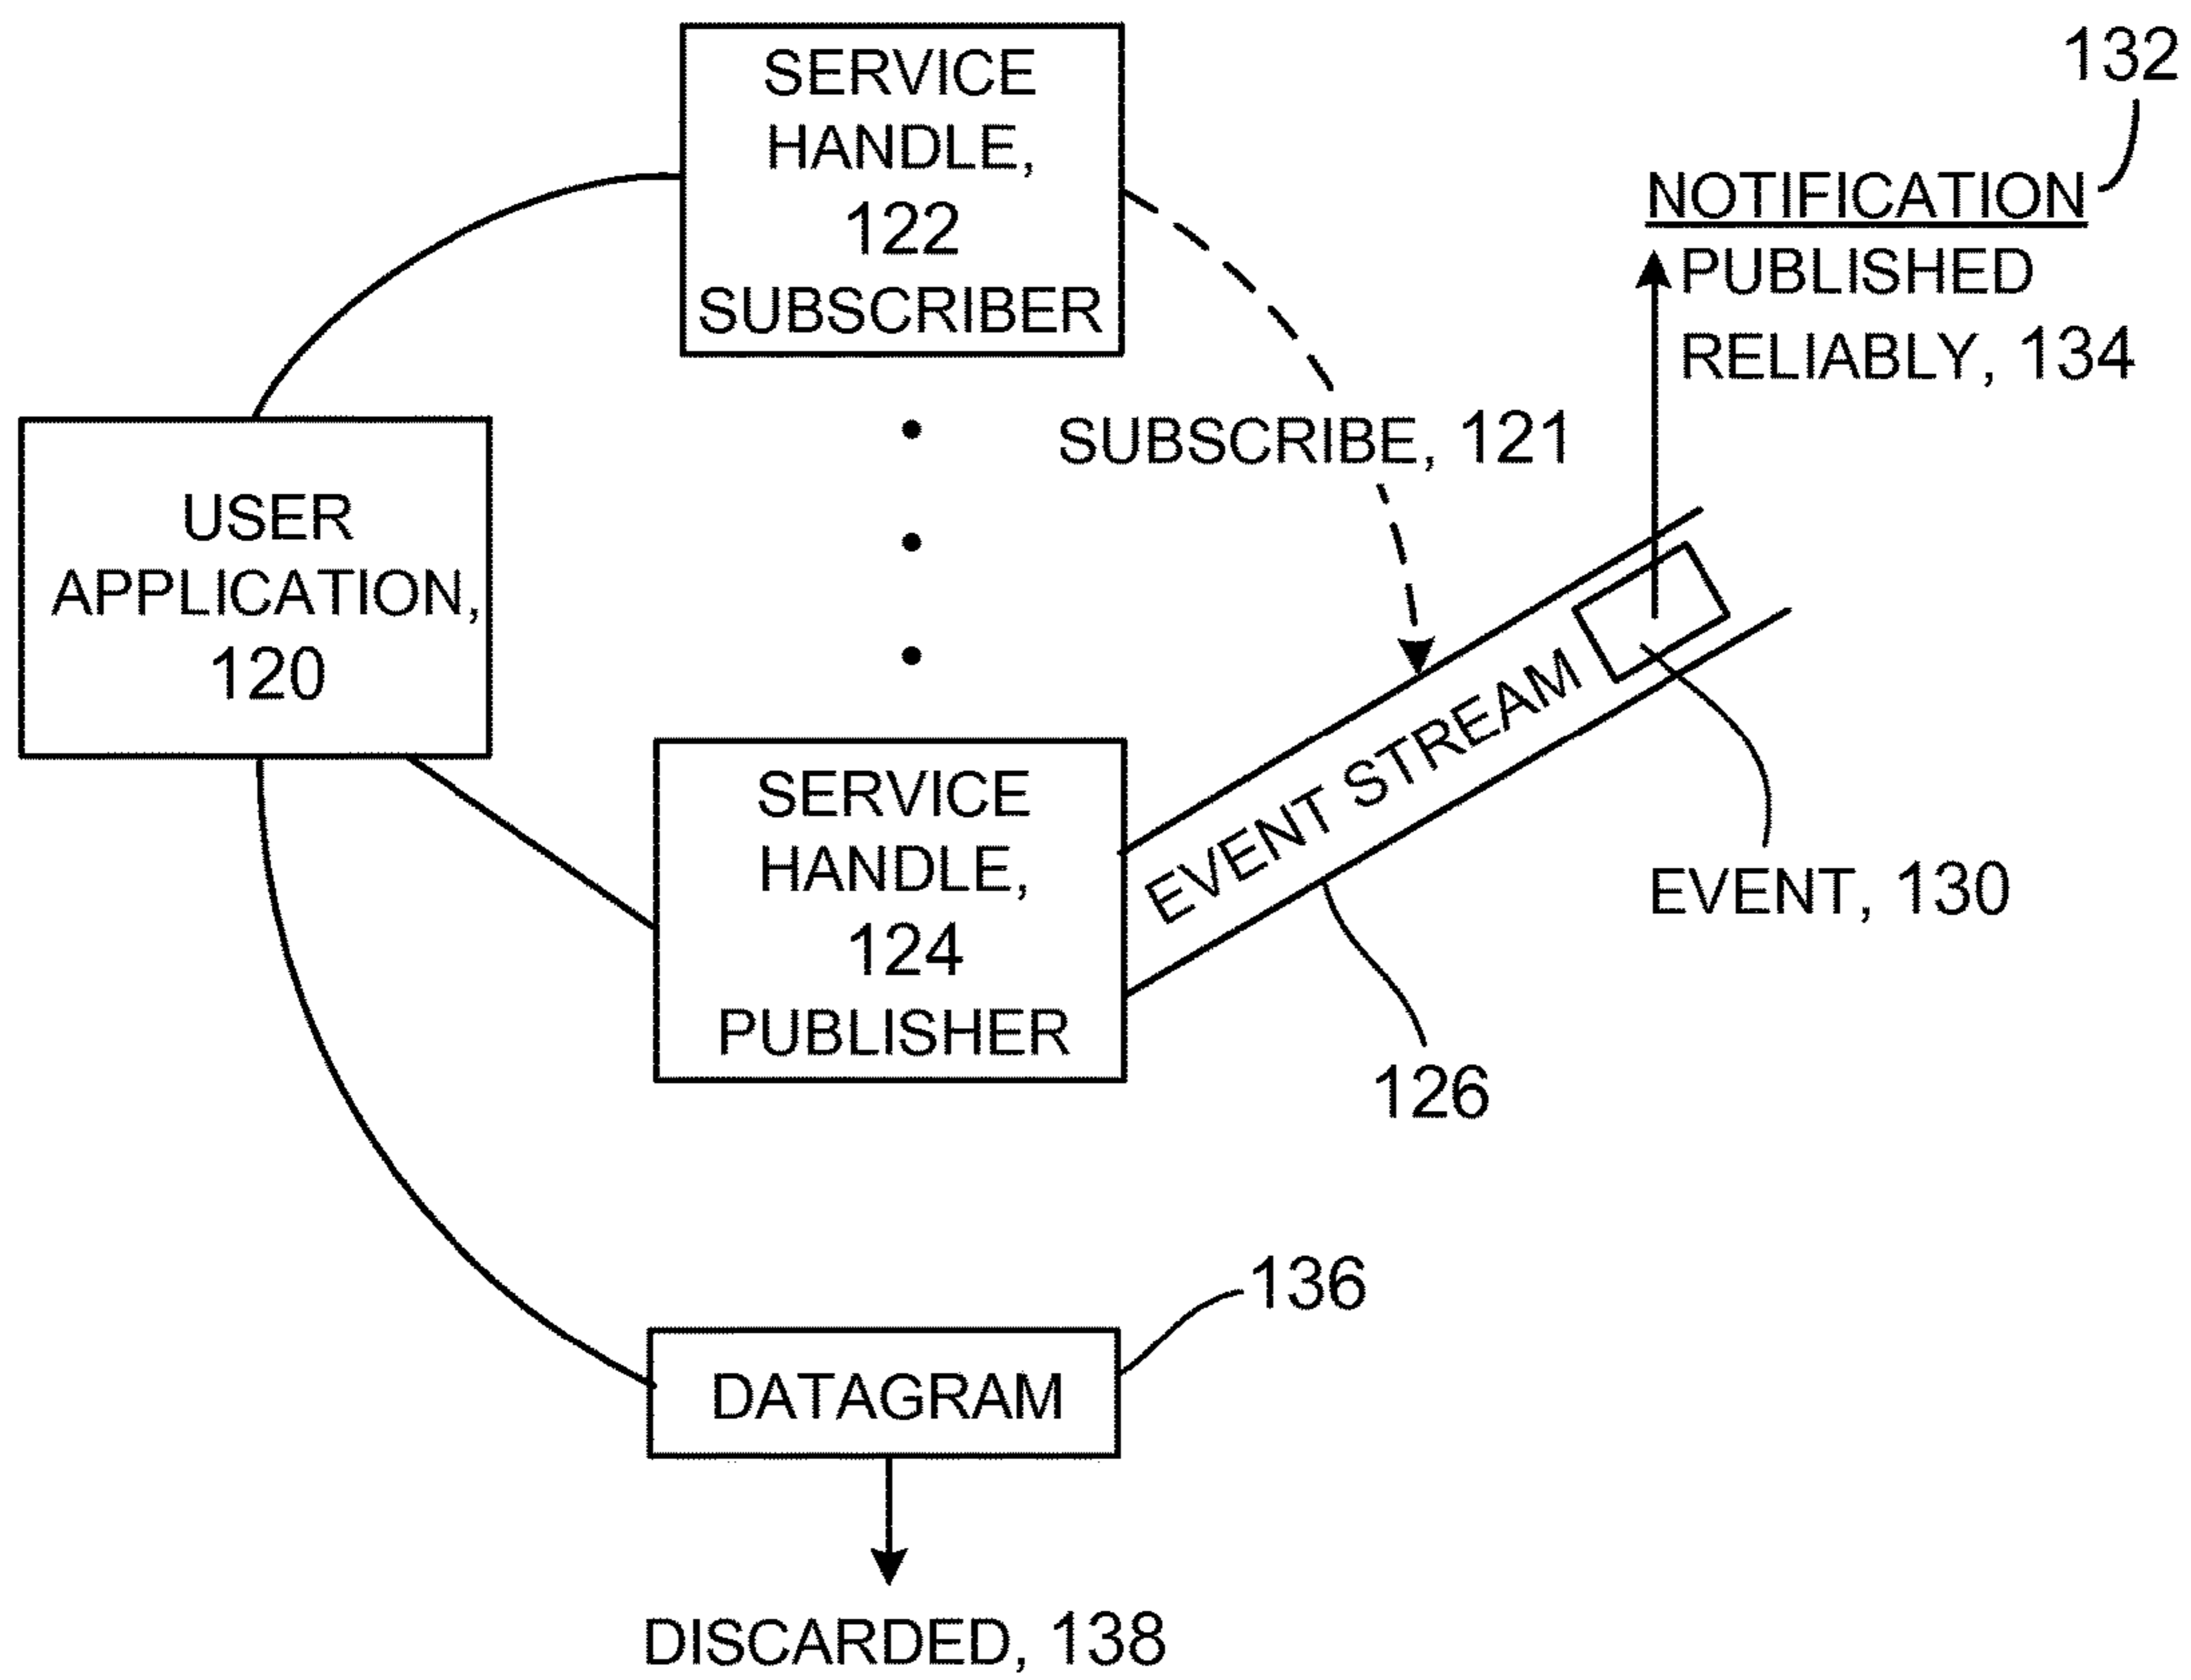 SERVICE
HANDLE,
122
SUBSCRIBER
132
NOTIFICATION
PUBLISHED
RELIABLY, 134
SUBSCRIBE, 121
USER
APPLICATION,
120
EVENT STREAM
SERVICE
HANDLE,
124
PUBLISHER
EVENT, 130
126
136
DATAGRAM
DISCARDED, 138